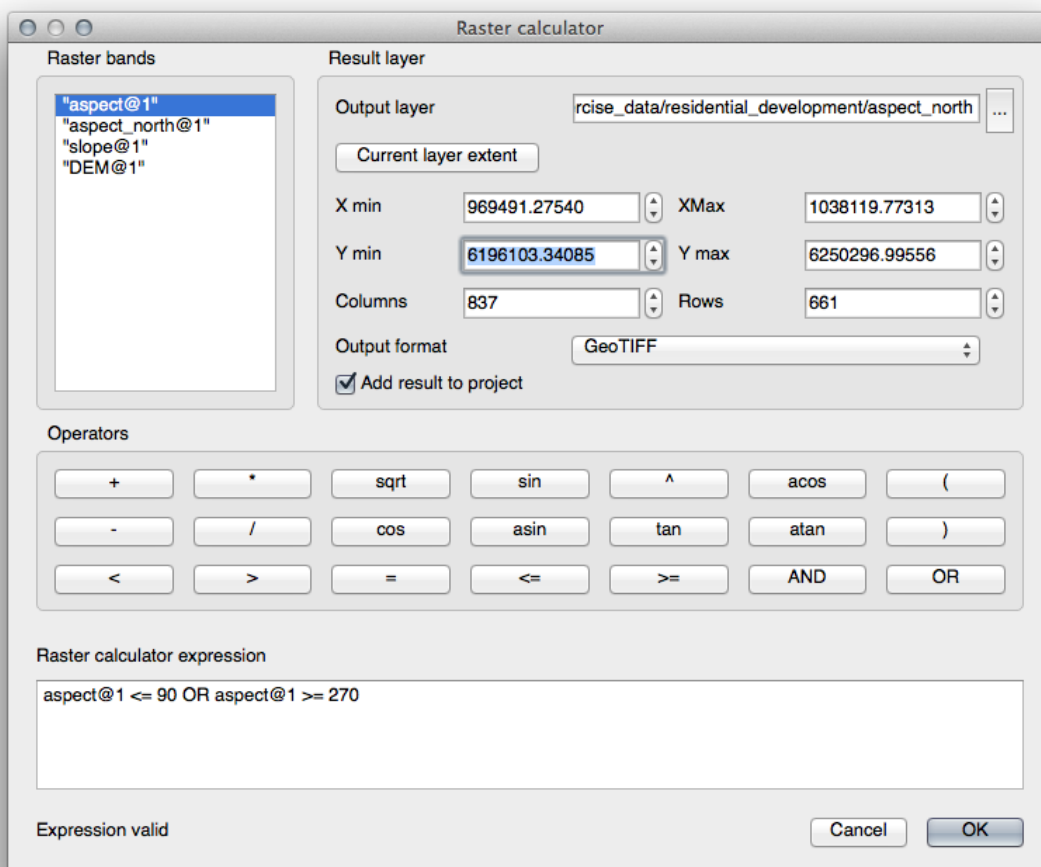 Raster calculator
Raster bands
"aspect@1"
"aspect_north@1"
"slope@1"
"DEM@1"
Result layer
Output layer rcise_data/residential_development/aspect_north ...
Current layer extent
X min 969491.27540 XMax 1038119.77313
Y min 6196103.34085 Y max 6250296.99556
Columns 837 Rows 661
Output format GeoTIFF
Add result to project
Operators
+ * sqrt sin ^ acos (
- / cos asin tan atan )
< > = <= >= AND OR
Raster calculator expression
aspect@1 <= 90 OR aspect@1 >= 270
Expression valid Cancel OK